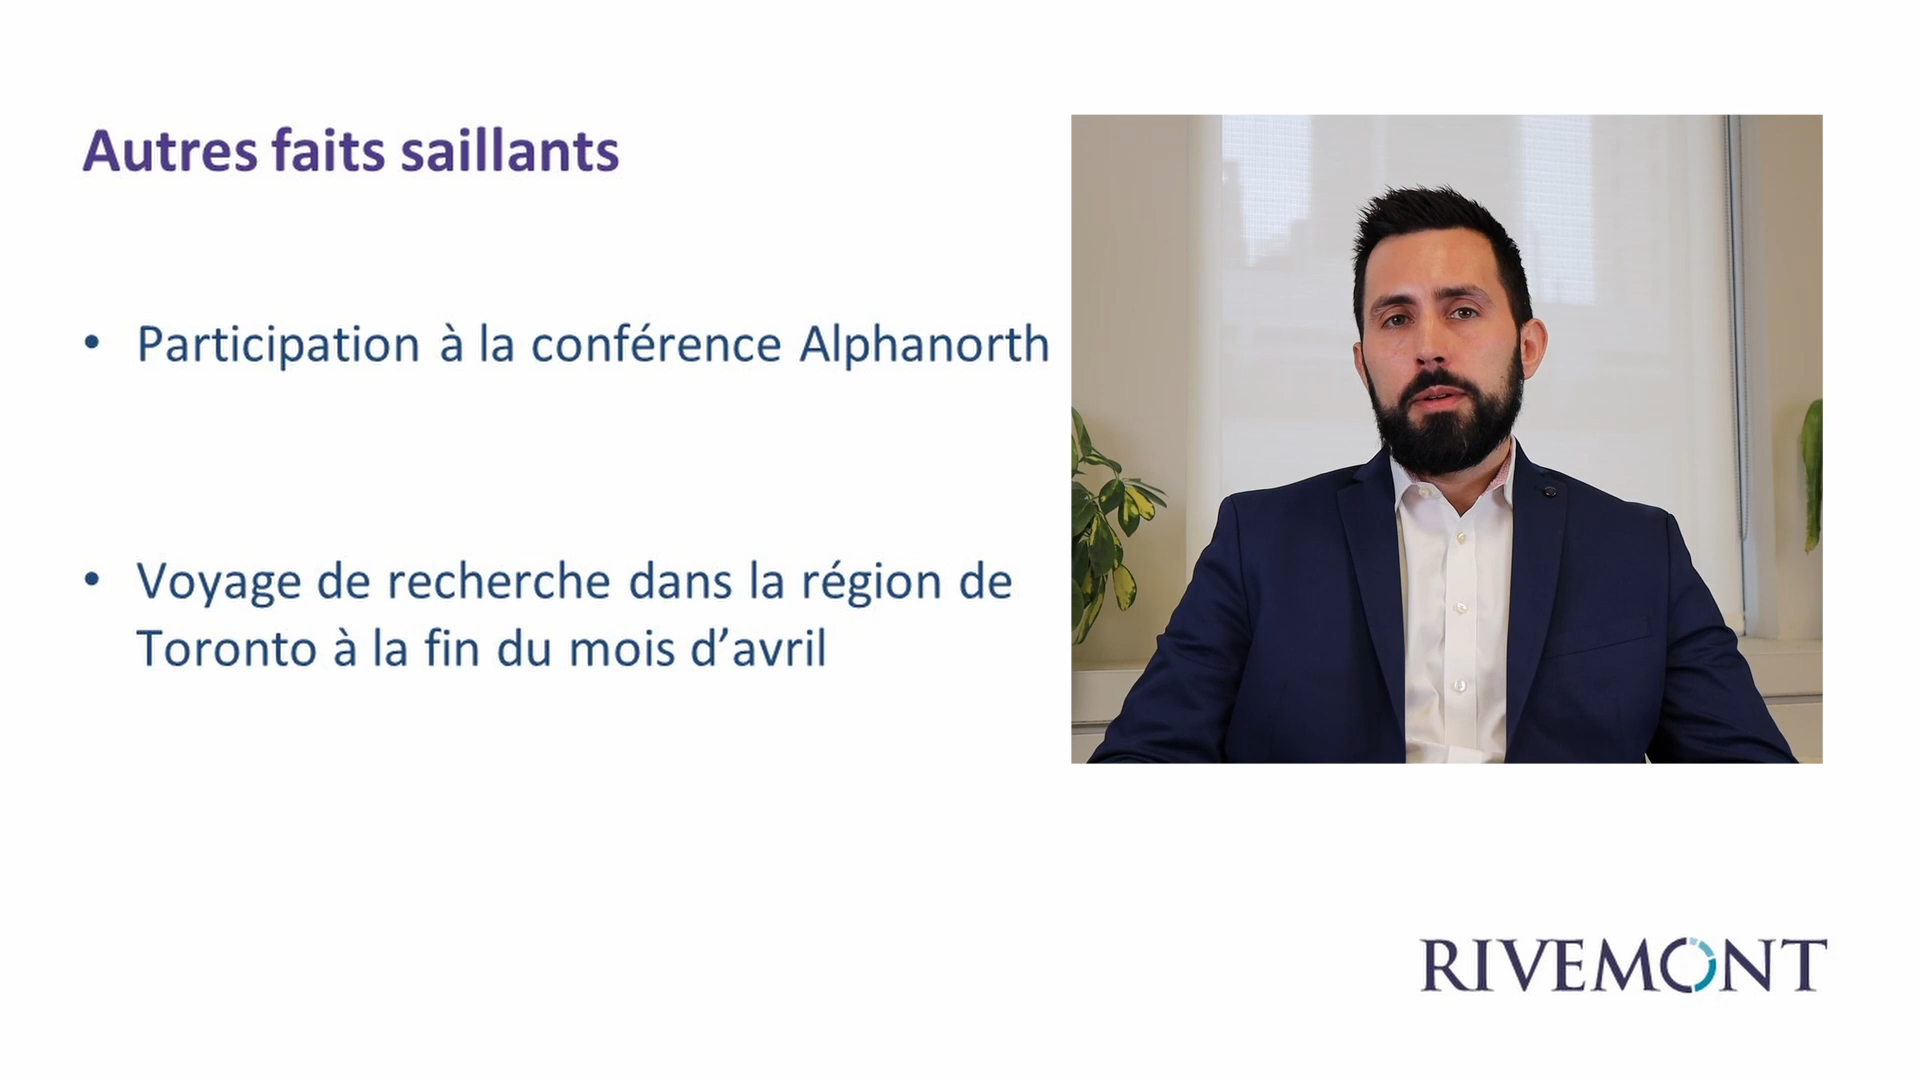 Autres faits saillants
• Participation à la conférence Alphanorth
• Voyage de recherche dans la région de
Toronto à la fin du mois d’avril
RIVEMONT